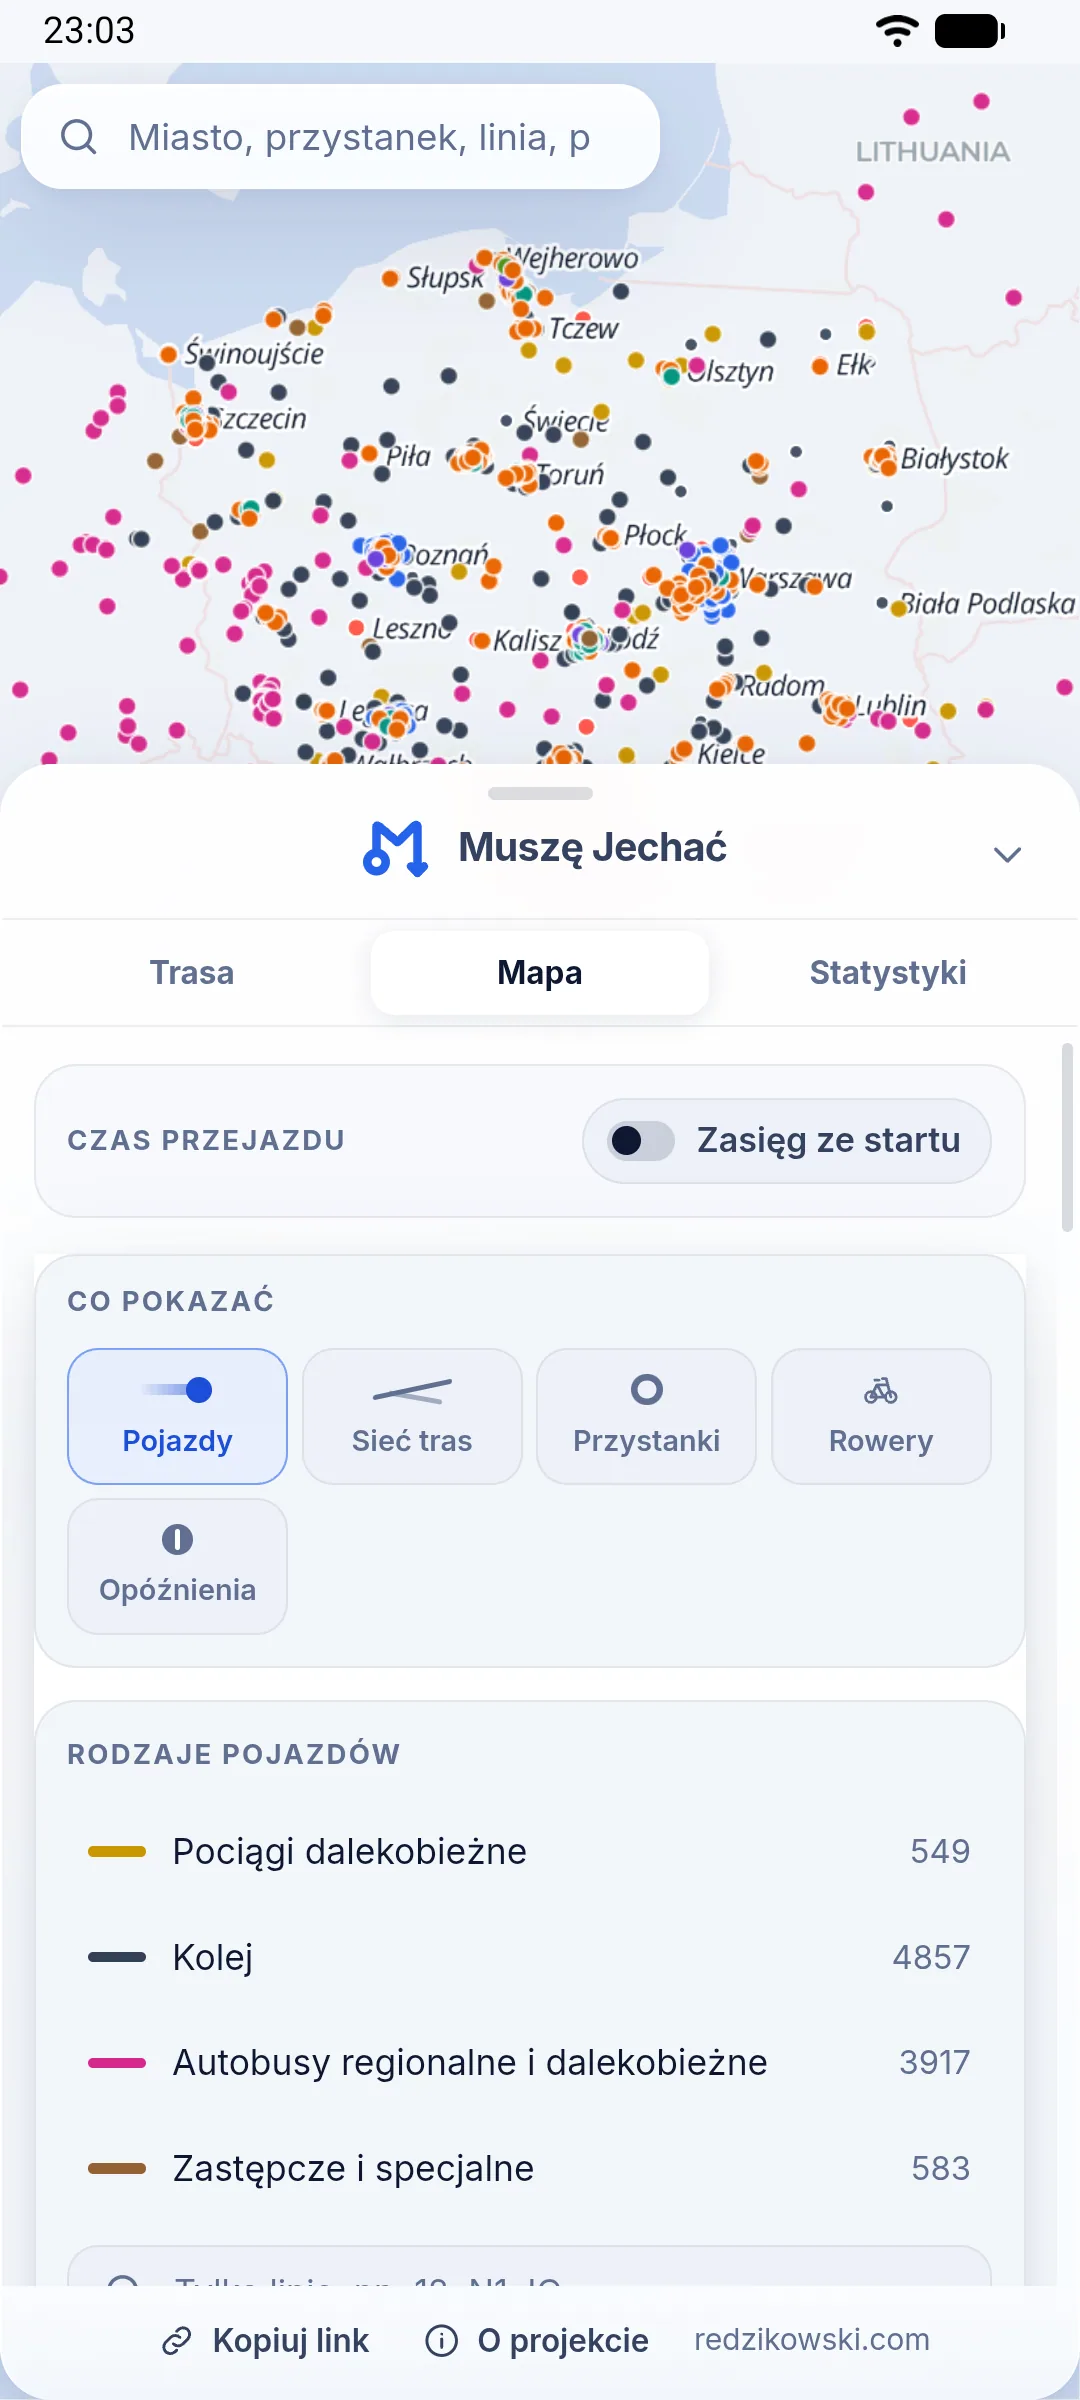 23:03
Miasto, przystanek, linia, p
LITHUANIA
Wejherowo
Słupsk
Tczew
Świnoujście
Olsztyn
Ełk
Szczecin
Świecie
Piła
Toruń
Białystok
Płock
Poznań
Warszawa
Biała Podlaska
Leszno
Kalisz
Łódź
Radom
Lublin
Kielce
Muszę Jechać
Trasa
Mapa
Statystyki
CZAS PRZEJAZDU
Zasięg ze startu
CO POKAZAĆ
Pojazdy
Sieć tras
Przystanki
Rowery
Opóźnienia
RODZAJE POJAZDÓW
Pociągi dalekobieżne 549
Kolej 4857
Autobusy regionalne i dalekobieżne 3917
Zastępcze i specjalne 583
Kopiuj link
O projekcie
redzikowski.com